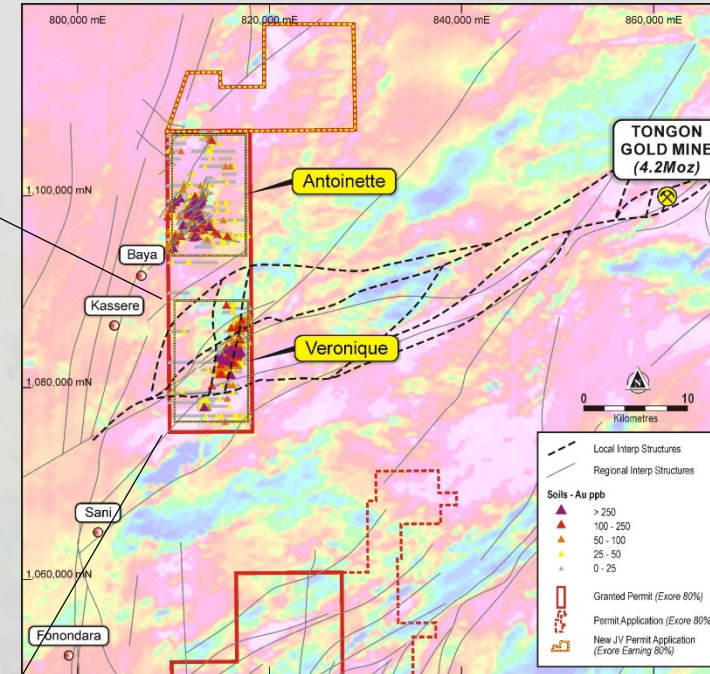 800,000 mE
820,000 mE
840,000 mE
860,000 mE
TONGON
GOLD MINE
(4.2Moz)
Antoinette
1,100,000 mN
Baya
Kassere
Veronique
1,080,000 mN
N
0 10
Kilometres
Sani
1,060,000 mN
Fonondara
Local Interp Structures
Regional Interp Structures
Soils - Au ppb
> 250
100 - 250
50 - 100
25 - 50
0 - 25
Granted Permit (Exore 80%)
Permit Application (Exore 80%
New JV Permit Application
(Exore Earning 80%)